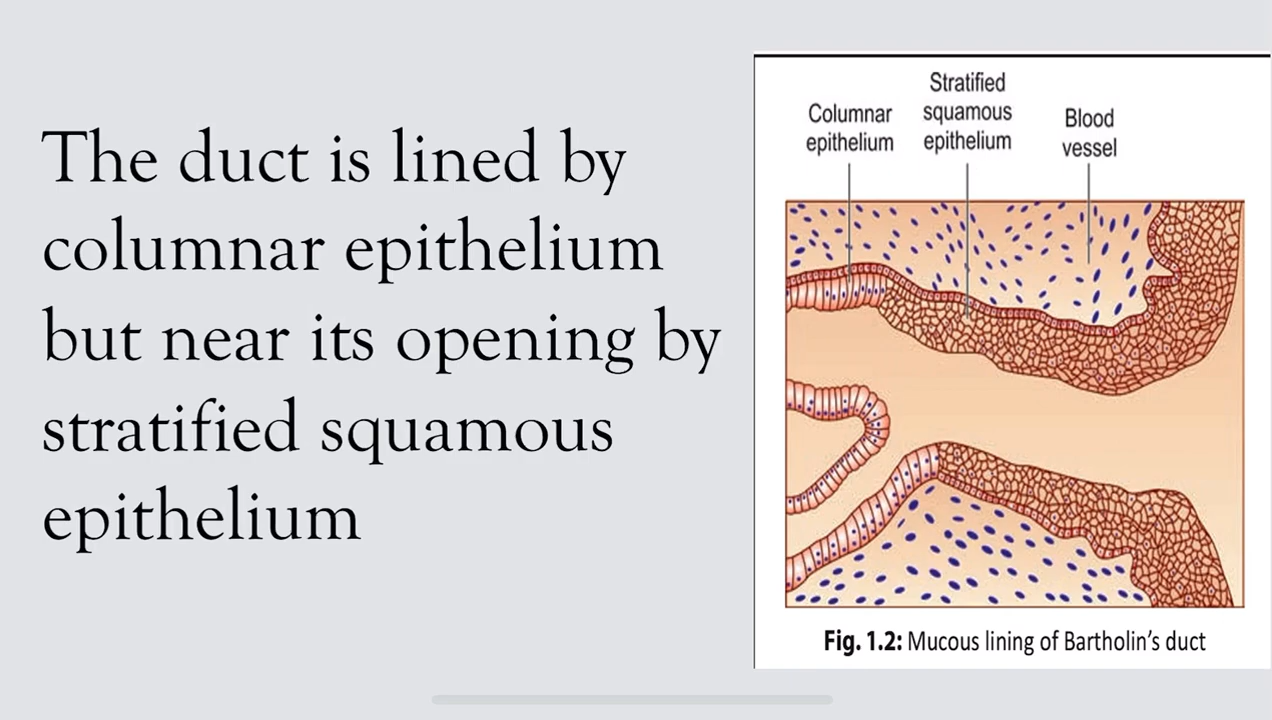 The duct is lined by
columnar epithelium
but near its opening by
stratified squamous
epithelium
Columnar
epithelium
Stratified
squamous
epithelium
Blood
vessel
Fig. 1.2: Mucous lining of Bartholin's duct